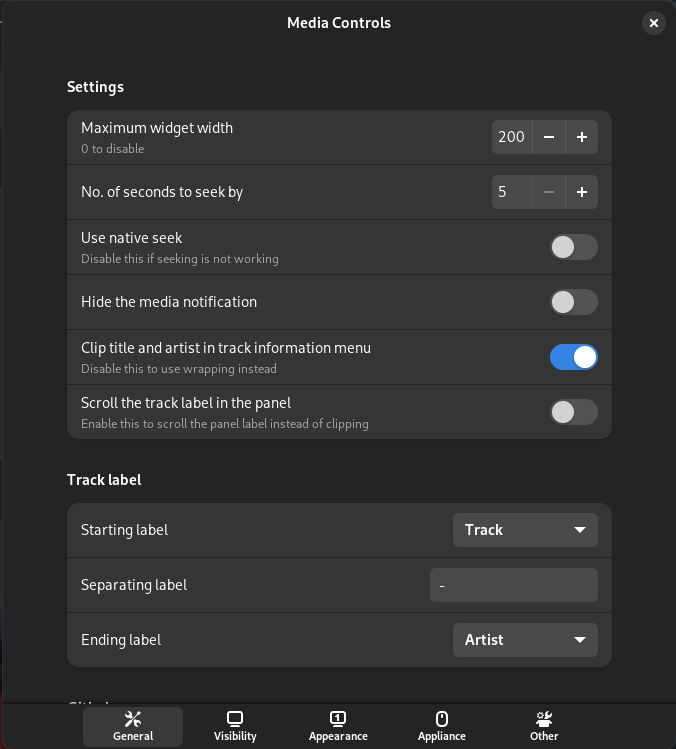 Media Controls
Settings
Maximum widget width
0 to disable
200
No. of seconds to seek by
5
Use native seek
Disable this if seeking is not working
Hide the media notification
Clip title and artist in track information menu
Disable this to use wrapping instead
Scroll the track label in the panel
Enable this to scroll the panel label instead of clipping
Track label
Starting label
Track
Separating label
-
Ending label
Artist
General
Visibility
1
Appearance
Appliance
Other